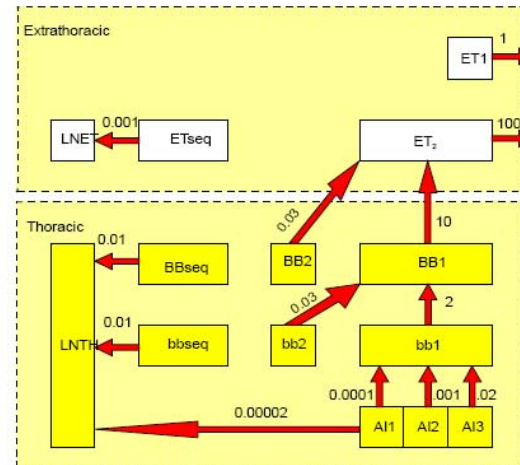 Extrathoracic
1
ET1
0.001
100
LNET
ETseq
ET₂
0.03
10
Thoracic
0.01
BBseq
BB2
BB1
0.03
2
0.01
LNTH
bbseq
bb2
bb1
0.0001
.001
.02
0.00002
AI1
AI2
AI3